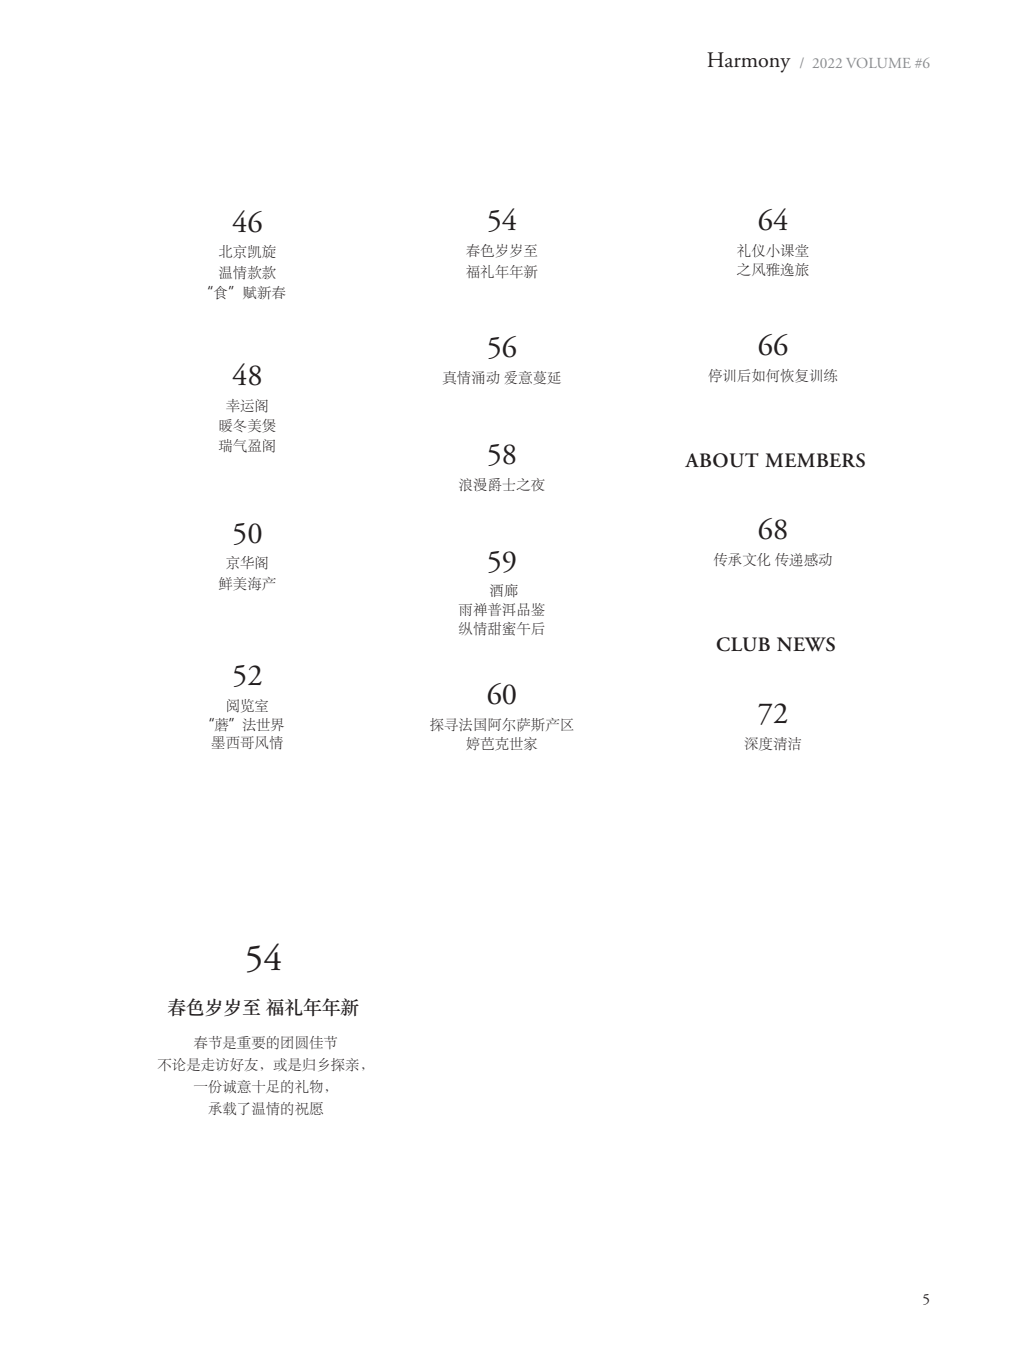 Harmony / 2022 VOLUME #6
46
北京凯旋
温情款款
“食”赋新春
48
幸运阁
暖冬美煲
瑞气盈阁
50
京华阁
鲜美海产
52
阅览室
“蘑”法世界
墨西哥风情
54
春色岁岁至
福礼年年新
56
真情涌动 爱意蔓延
58
浪漫爵士之夜
59
酒廊
雨禅普洱品鉴
纵情甜蜜午后
60
探寻法国阿尔萨斯产区
婷芭克世家
64
礼仪小课堂
之风雅逸旅
66
停训后如何恢复训练
ABOUT MEMBERS
68
传承文化 传递感动
CLUB NEWS
72
深度清洁
54
春色岁岁至 福礼年年新
春节是重要的团圆佳节
不论是走访好友，或是归乡探亲，
一份诚意十足的礼物，
承载了温情的祝愿
5